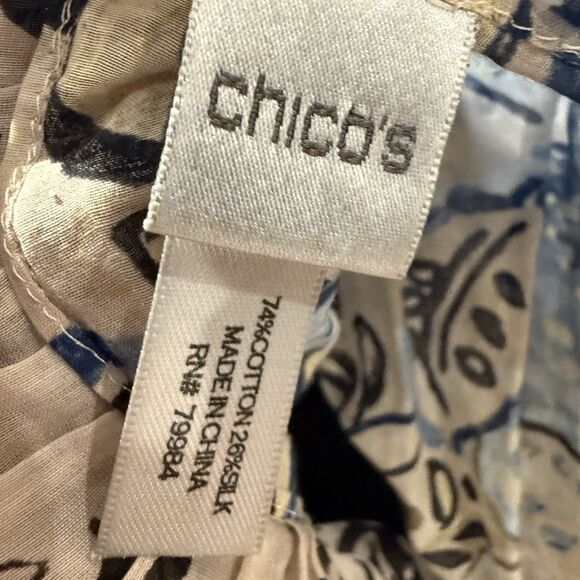 chico's
74%COTTON 26%SILK
MADE IN CHINA
RN# 79984